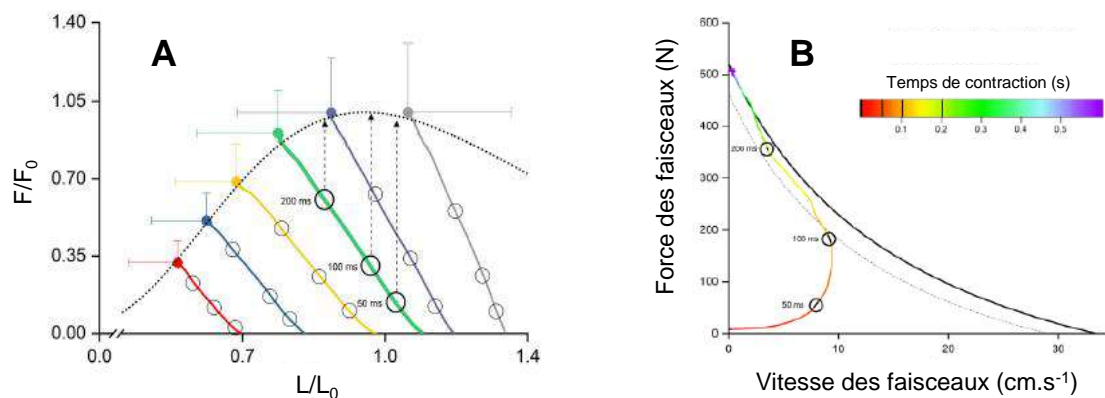 A
F/F0
1.40
1.05
0.70
0.35
0.00
200 ms
100 ms
50 ms
0.0
0.7
1.0
1.4
L/L0
B
Force des faisceaux (N)
600
500
400
300
200
100
0
Temps de contraction (s)
0.1
0.2
0.3
0.4
0.5
200 ms
100 ms
50 ms
0
10
20
30
Vitesse des faisceaux (cm.s-1)